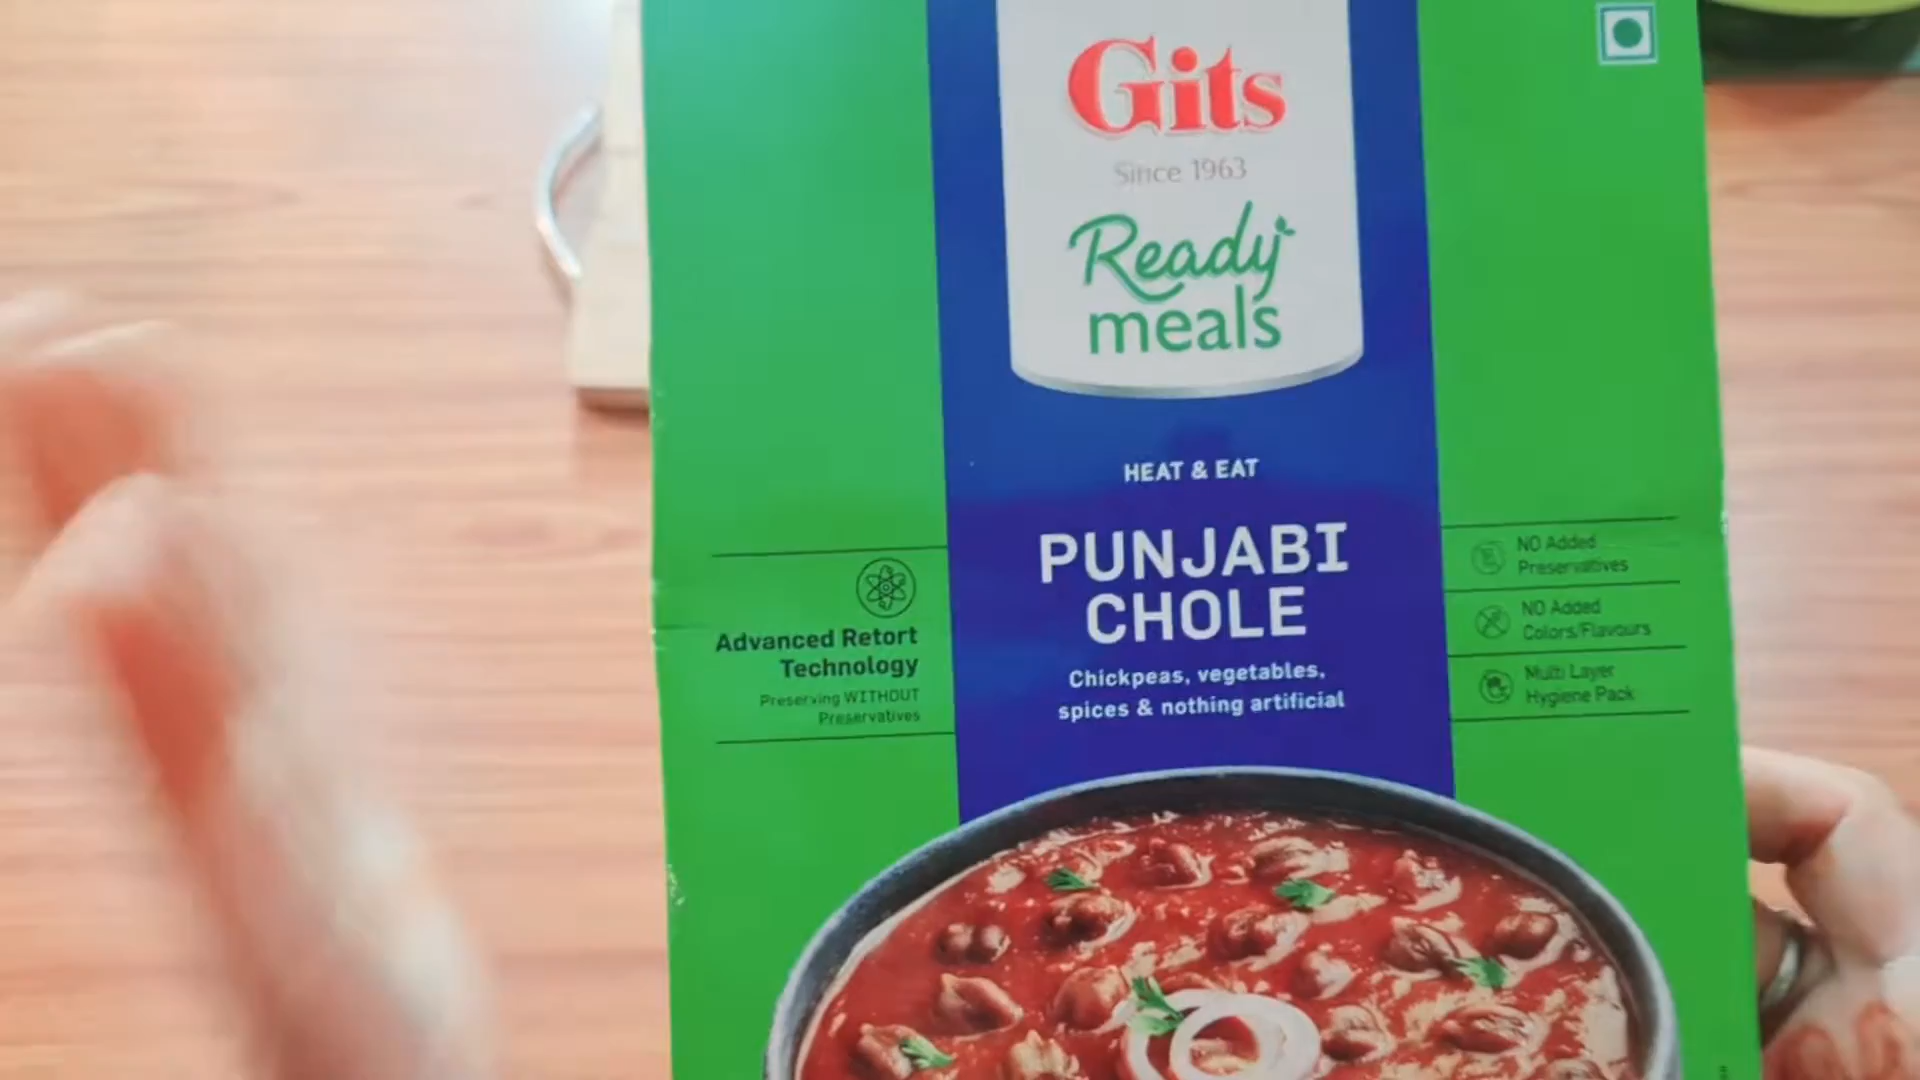 Gits
Since 1963
Ready
meals
HEAT & EAT
PUNJABI
CHOLE
Chickpeas, vegetables,
spices & nothing artificial
Advanced Retort
Technology
Preserving WITHOUT
Preservatives
NO Added
Preservatives
NO Added
Colors/Flavours
Multi Layer
Hygiene Pack